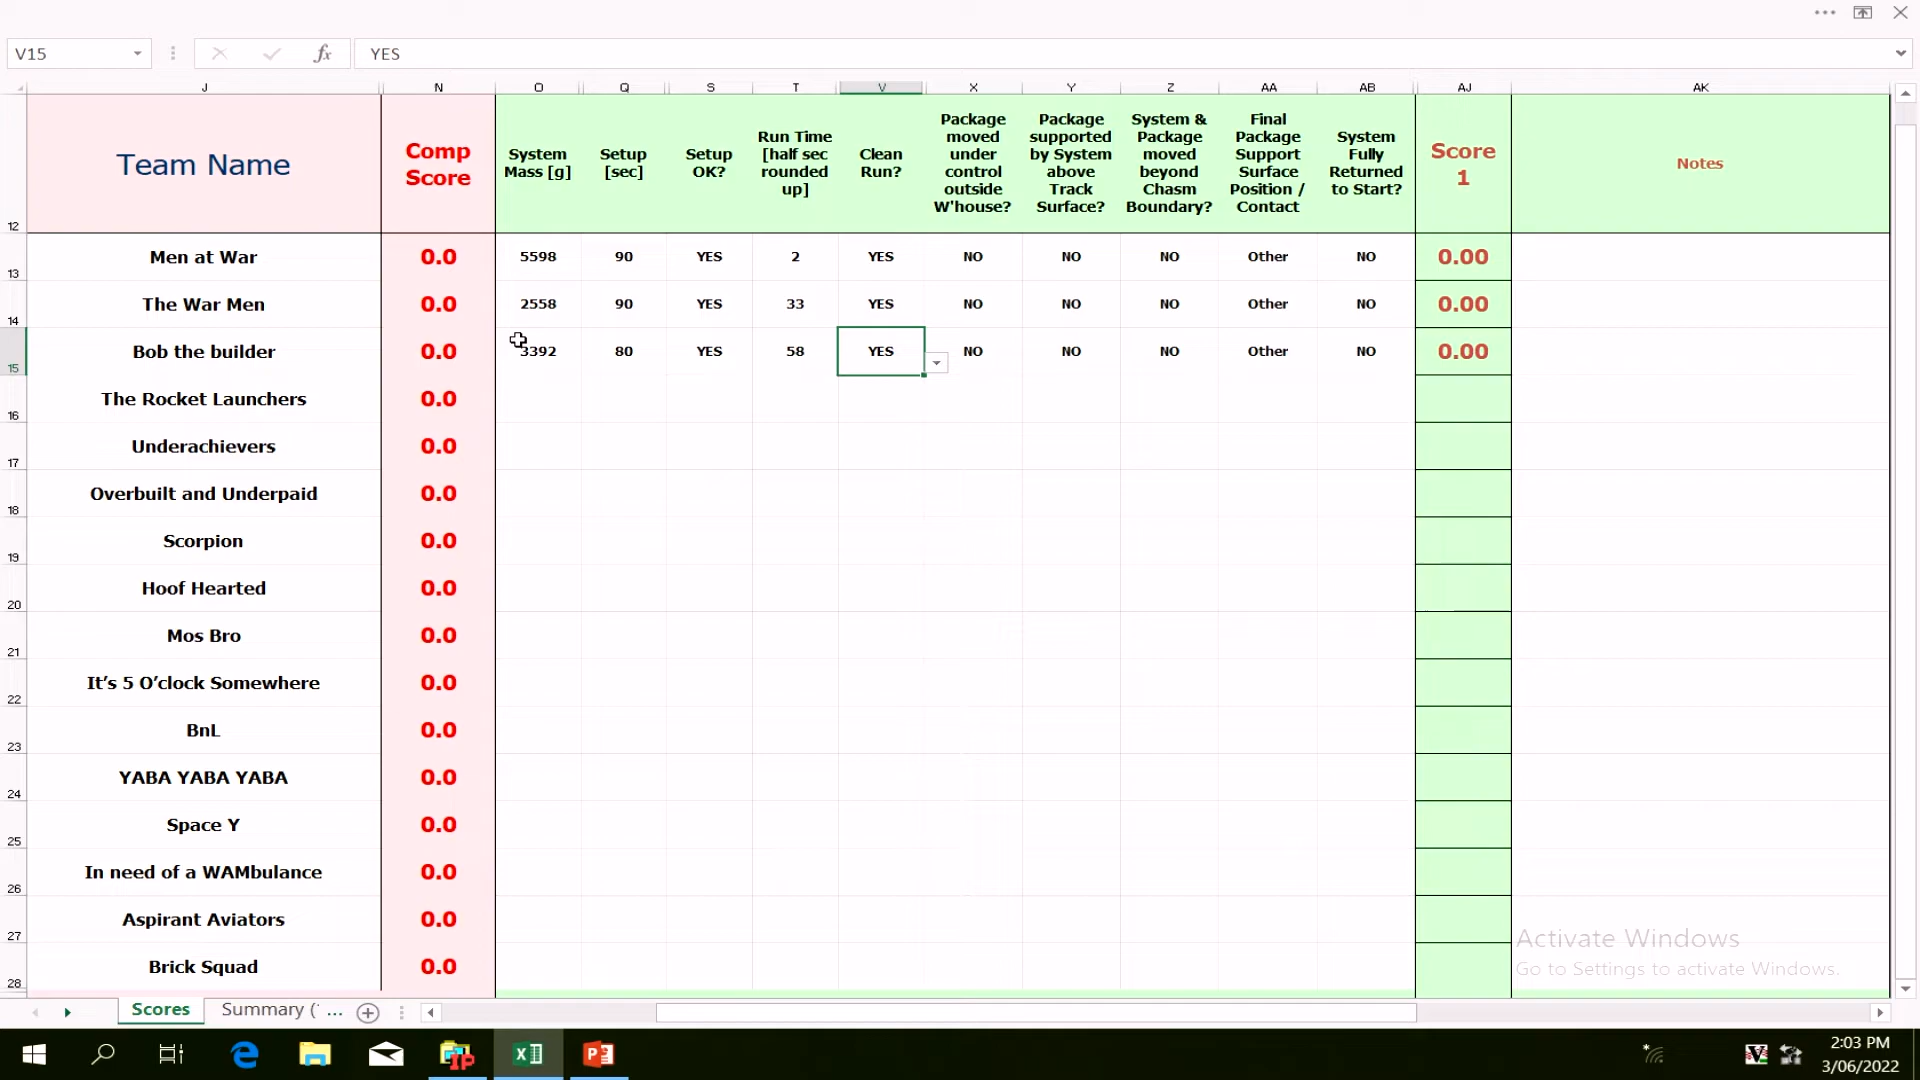 V15
fx
YES
J N O Q S T V X Y Z AA AB AJ AK
Team Name
Comp
Score
System
Mass [g]
Setup
[sec]
Setup
OK?
Run Time
[half sec
rounded
up]
Clean
Run?
Package
moved
under
control
outside
W'house?
Package
supported
by System
above
Track
Surface?
System &
Package
moved
beyond
Chasm
Boundary?
Final
Package
Support
Surface
Position /
Contact
System
Fully
Returned
to Start?
Score
1
Notes
12
13 Men at War 0.0 5598 90 YES 2 YES NO NO NO Other NO 0.00
14 The War Men 0.0 2558 90 YES 33 YES NO NO NO Other NO 0.00
15 Bob the builder 0.0 3392 80 YES 58 YES NO NO NO Other NO 0.00
16 The Rocket Launchers 0.0
17 Underachievers 0.0
18 Overbuilt and Underpaid 0.0
19 Scorpion 0.0
20 Hoof Hearted 0.0
21 Mos Bro 0.0
22 It’s 5 O’clock Somewhere 0.0
23 BnL 0.0
24 YABA YABA YABA 0.0
25 Space Y 0.0
26 In need of a WAMbulance 0.0
27 Aspirant Aviators 0.0
28 Brick Squad 0.0
Activate Windows
Go to Settings to activate Windows.
Scores Summary (' ...
2:03 PM
3/06/2022